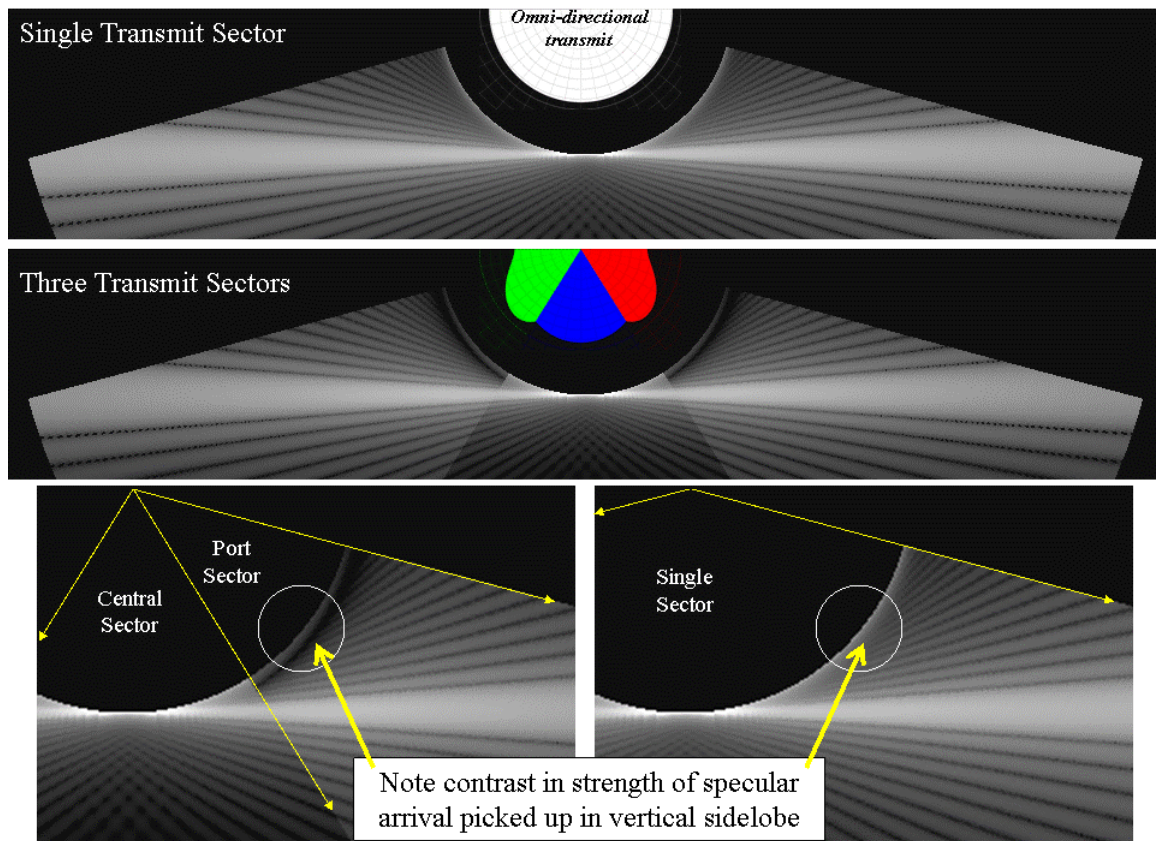 Single Transmit Sector
Omni-directional
transmit
Three Transmit Sectors
Port
Sector
Central
Sector
Single
Sector
Note contrast in strength of specular
arrival picked up in vertical sidelobe